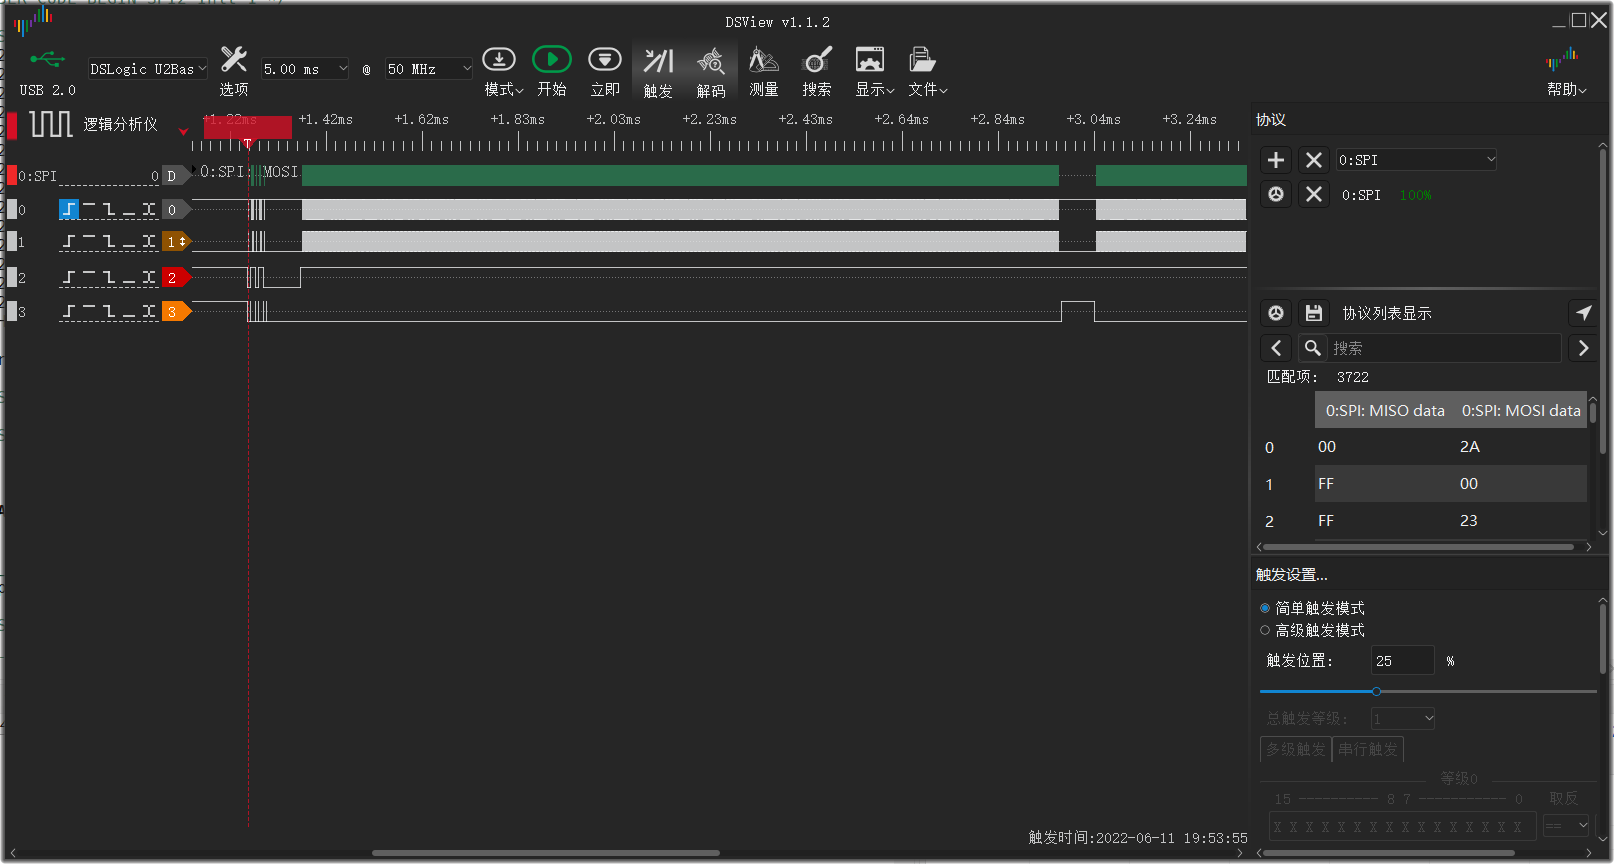 DSView v1.1.2
USB 2.0
DSLogic U2Bas
选项
5.00 ms
@
50 MHz
模式
开始
立即
触发
解码
测量
搜索
显示
文件
帮助
逻辑分析仪
+1.22ms +1.42ms +1.62ms +1.83ms +2.03ms +2.23ms +2.43ms +2.64ms +2.84ms +3.04ms +3.24ms
T
0:SPI 0 D 0:SPI: MOSI
0 0
1 1
2 2
3 3
触发时间:2022-06-11 19:53:55
协议
0:SPI
0:SPI 100%
协议列表显示
搜索
匹配项: 3722
0:SPI: MISO data 0:SPI: MOSI data
0 00 2A
1 FF 00
2 FF 23
触发设置...
简单触发模式
高级触发模式
触发位置: 25 %
总触发等级: 1
多级触发 串行触发
等级0
15 ---------- 8 7 ----------- 0 取反
X X X X X X X X X X X X X X X X ==